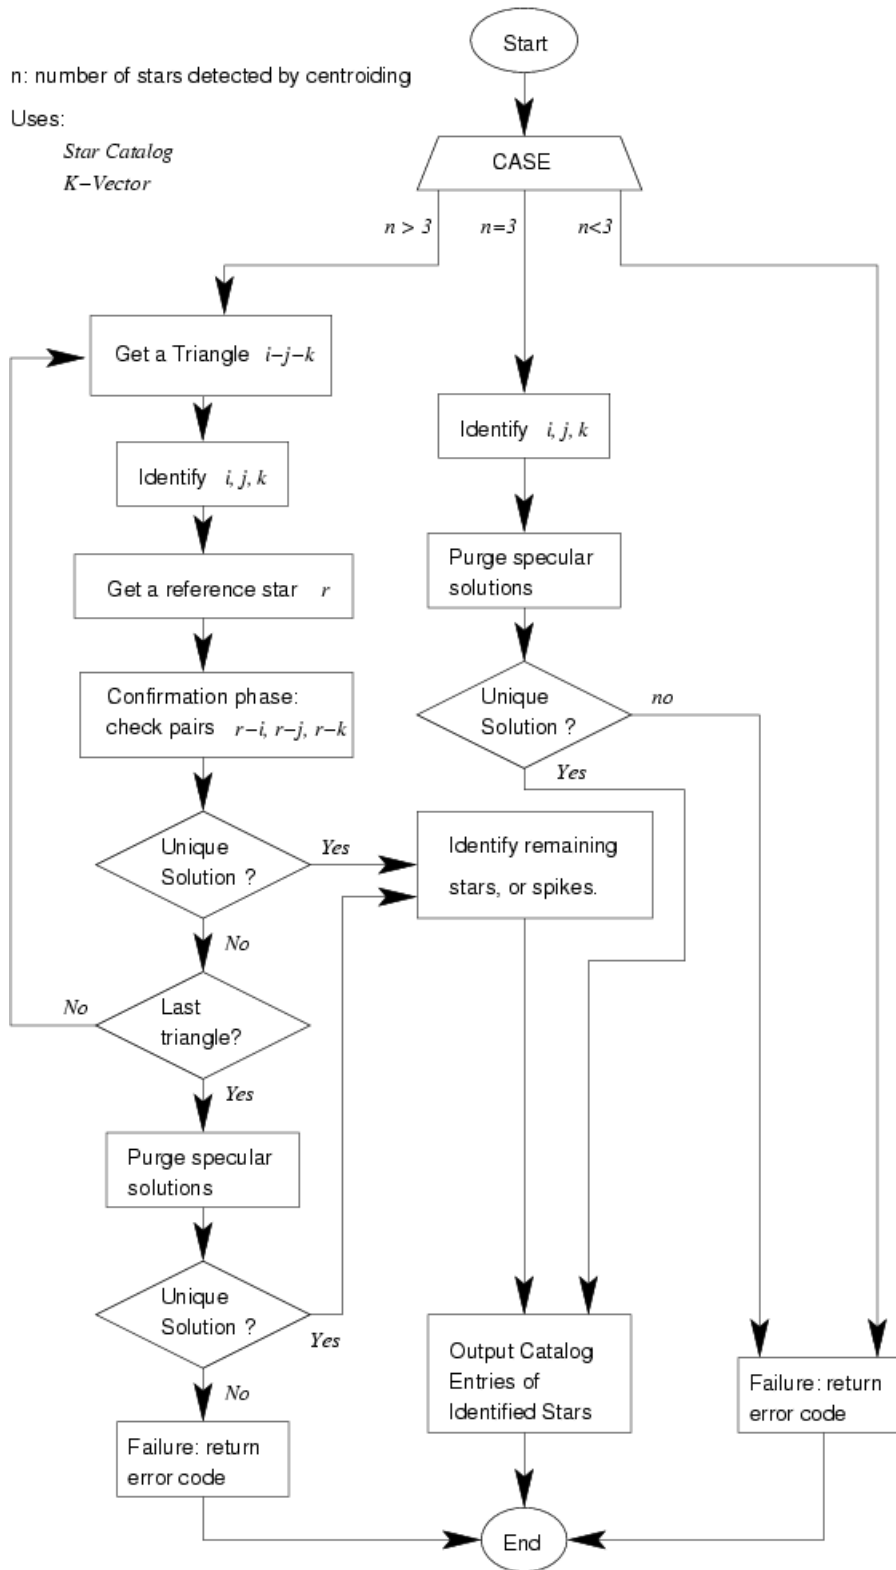 Start
n: number of stars detected by centroiding
Uses:
Star Catalog
K-Vector
CASE
n > 3
n=3
n<3
Get a Triangle i-j-k
Identify i, j, k
Get a reference star r
Confirmation phase:
check pairs r-i, r-j, r-k
Unique
Solution ?
Yes
No
Last
triangle?
No
Yes
Purge specular
solutions
Unique
Solution ?
Yes
No
Failure: return
error code
Identify i, j, k
Purge specular
solutions
Unique
Solution ?
no
Yes
Identify remaining
stars, or spikes.
Output Catalog
Entries of
Identified Stars
Failure: return
error code
End